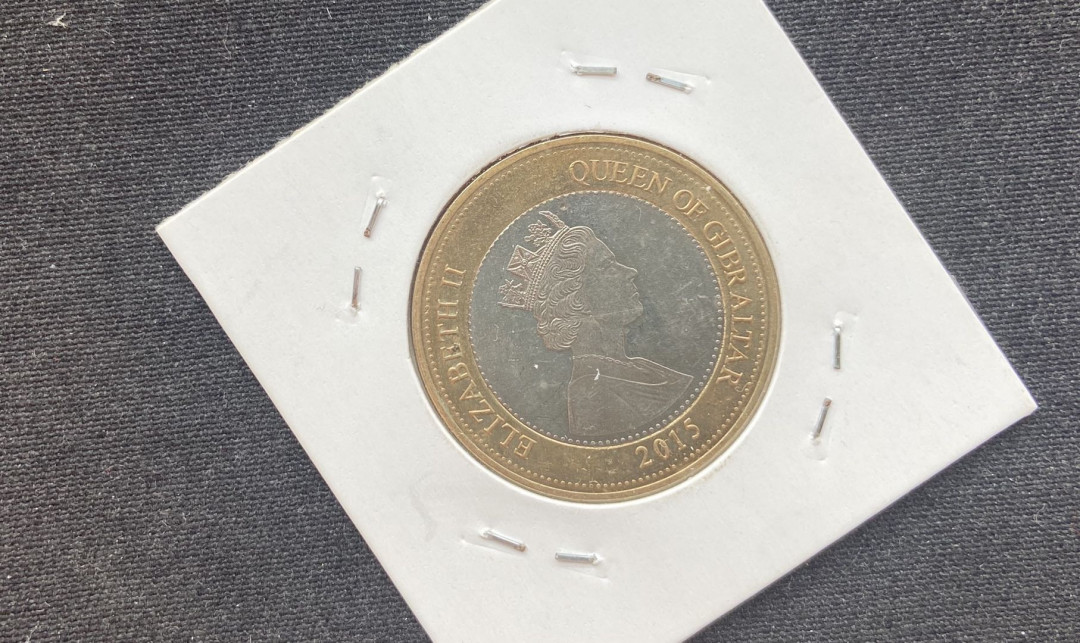 ELIZABETH II
QUEEN OF GIBRALTAR
2015